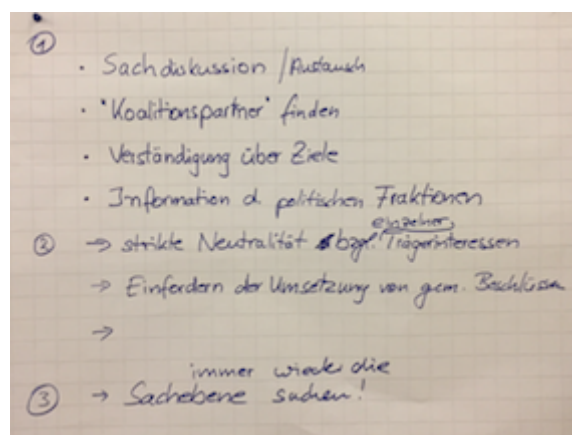 ①
· Sachdiskussion / Austausch
· "Koalitionspartner" finden
· Verständigung über Ziele
· Information d. politischen Fraktionen
einzelner
② → strikte Neutralität bzgl. Trägerinteressen
→ Einfordern der Umsetzung von gem. Beschlüssen
→
immer wieder die
③ → Sachebene suchen!